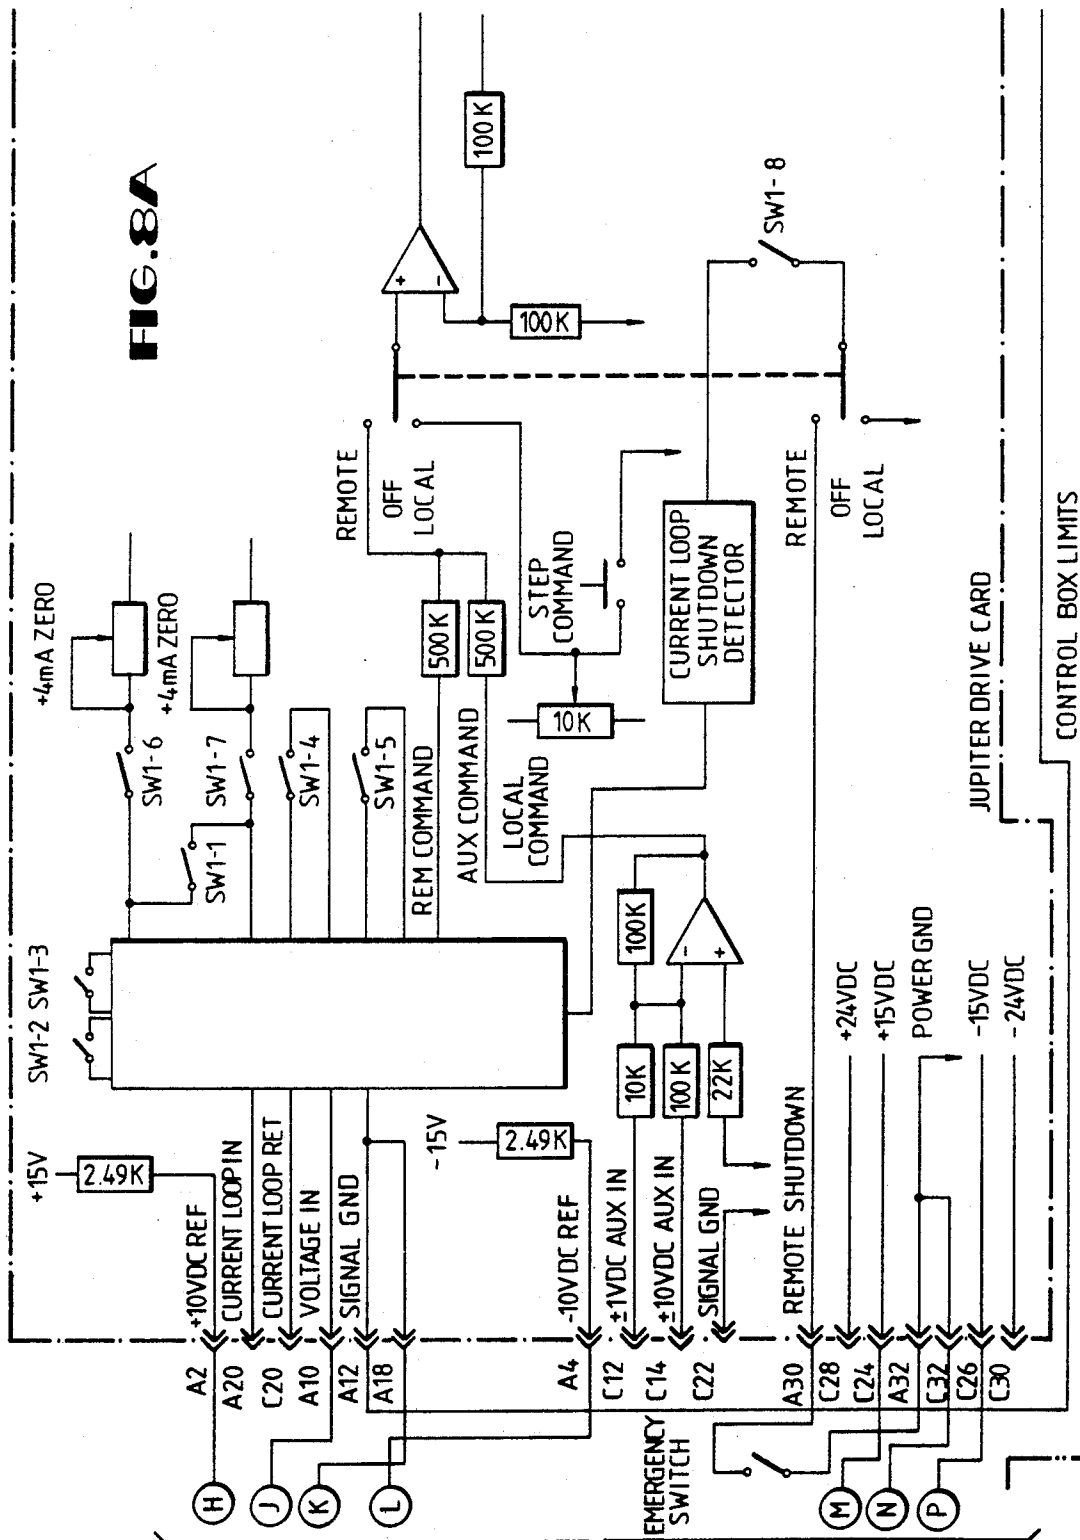 FIG.8A
+4mA ZERO
+4mA ZERO
SW1-6
SW1-7
SW1-4
SW1-5
SW1-1
SW1-2 SW1-3
REMOTE
OFF
LOCAL
+
-
100K
100K
SW1-8
500K
500K
REM COMMAND
AUX COMMAND
LOCAL
COMMAND
STEP
COMMAND
10K
CURRENT LOOP
SHUTDOWN
DETECTOR
REMOTE
OFF
LOCAL
+15V
2.49K
+10VDC REF
CURRENT LOOP IN
CURRENT LOOP RET
VOLTAGE IN
SIGNAL GND
-15V
2.49K
-10VDC REF
±1VDC AUX IN
±10VDC AUX IN
SIGNAL GND
10K
100K
22K
100K
-
+
REMOTE SHUTDOWN
+24VDC
+15VDC
POWER GND
-15VDC
-24VDC
A2
A20
C20
A10
A12
A18
A4
C12
C14
C22
A30
C28
C24
A32
C32
C26
C30
H
J
K
L
EMERGENCY
SWITCH
M
N
P
JUPITER DRIVE CARD
CONTROL BOX LIMITS